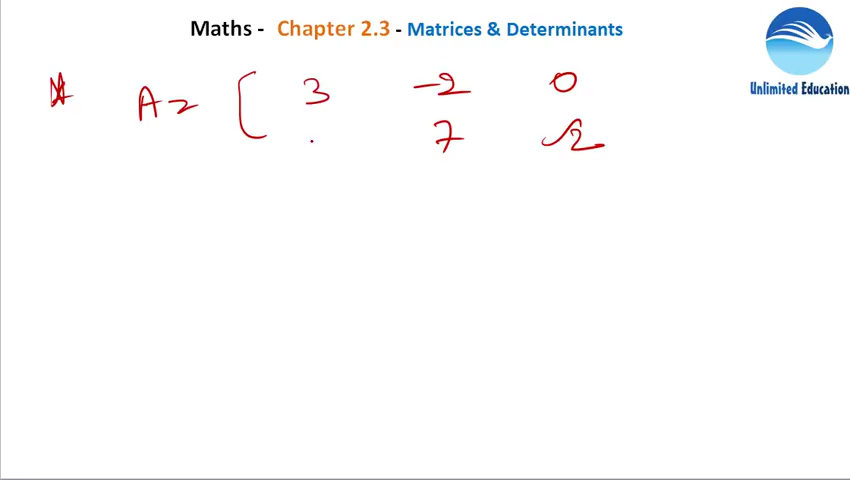 Maths - Chapter 2.3 - Matrices & Determinants
Unlimited Education
A = [ 3 -2 0
. 7 √2